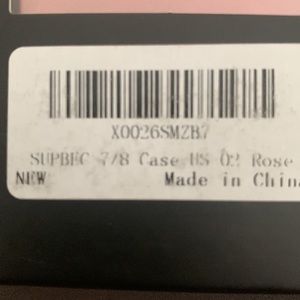 X0026SMZB7
SUPBEC 7/8 Case US 02 Rose
NEW Made in China